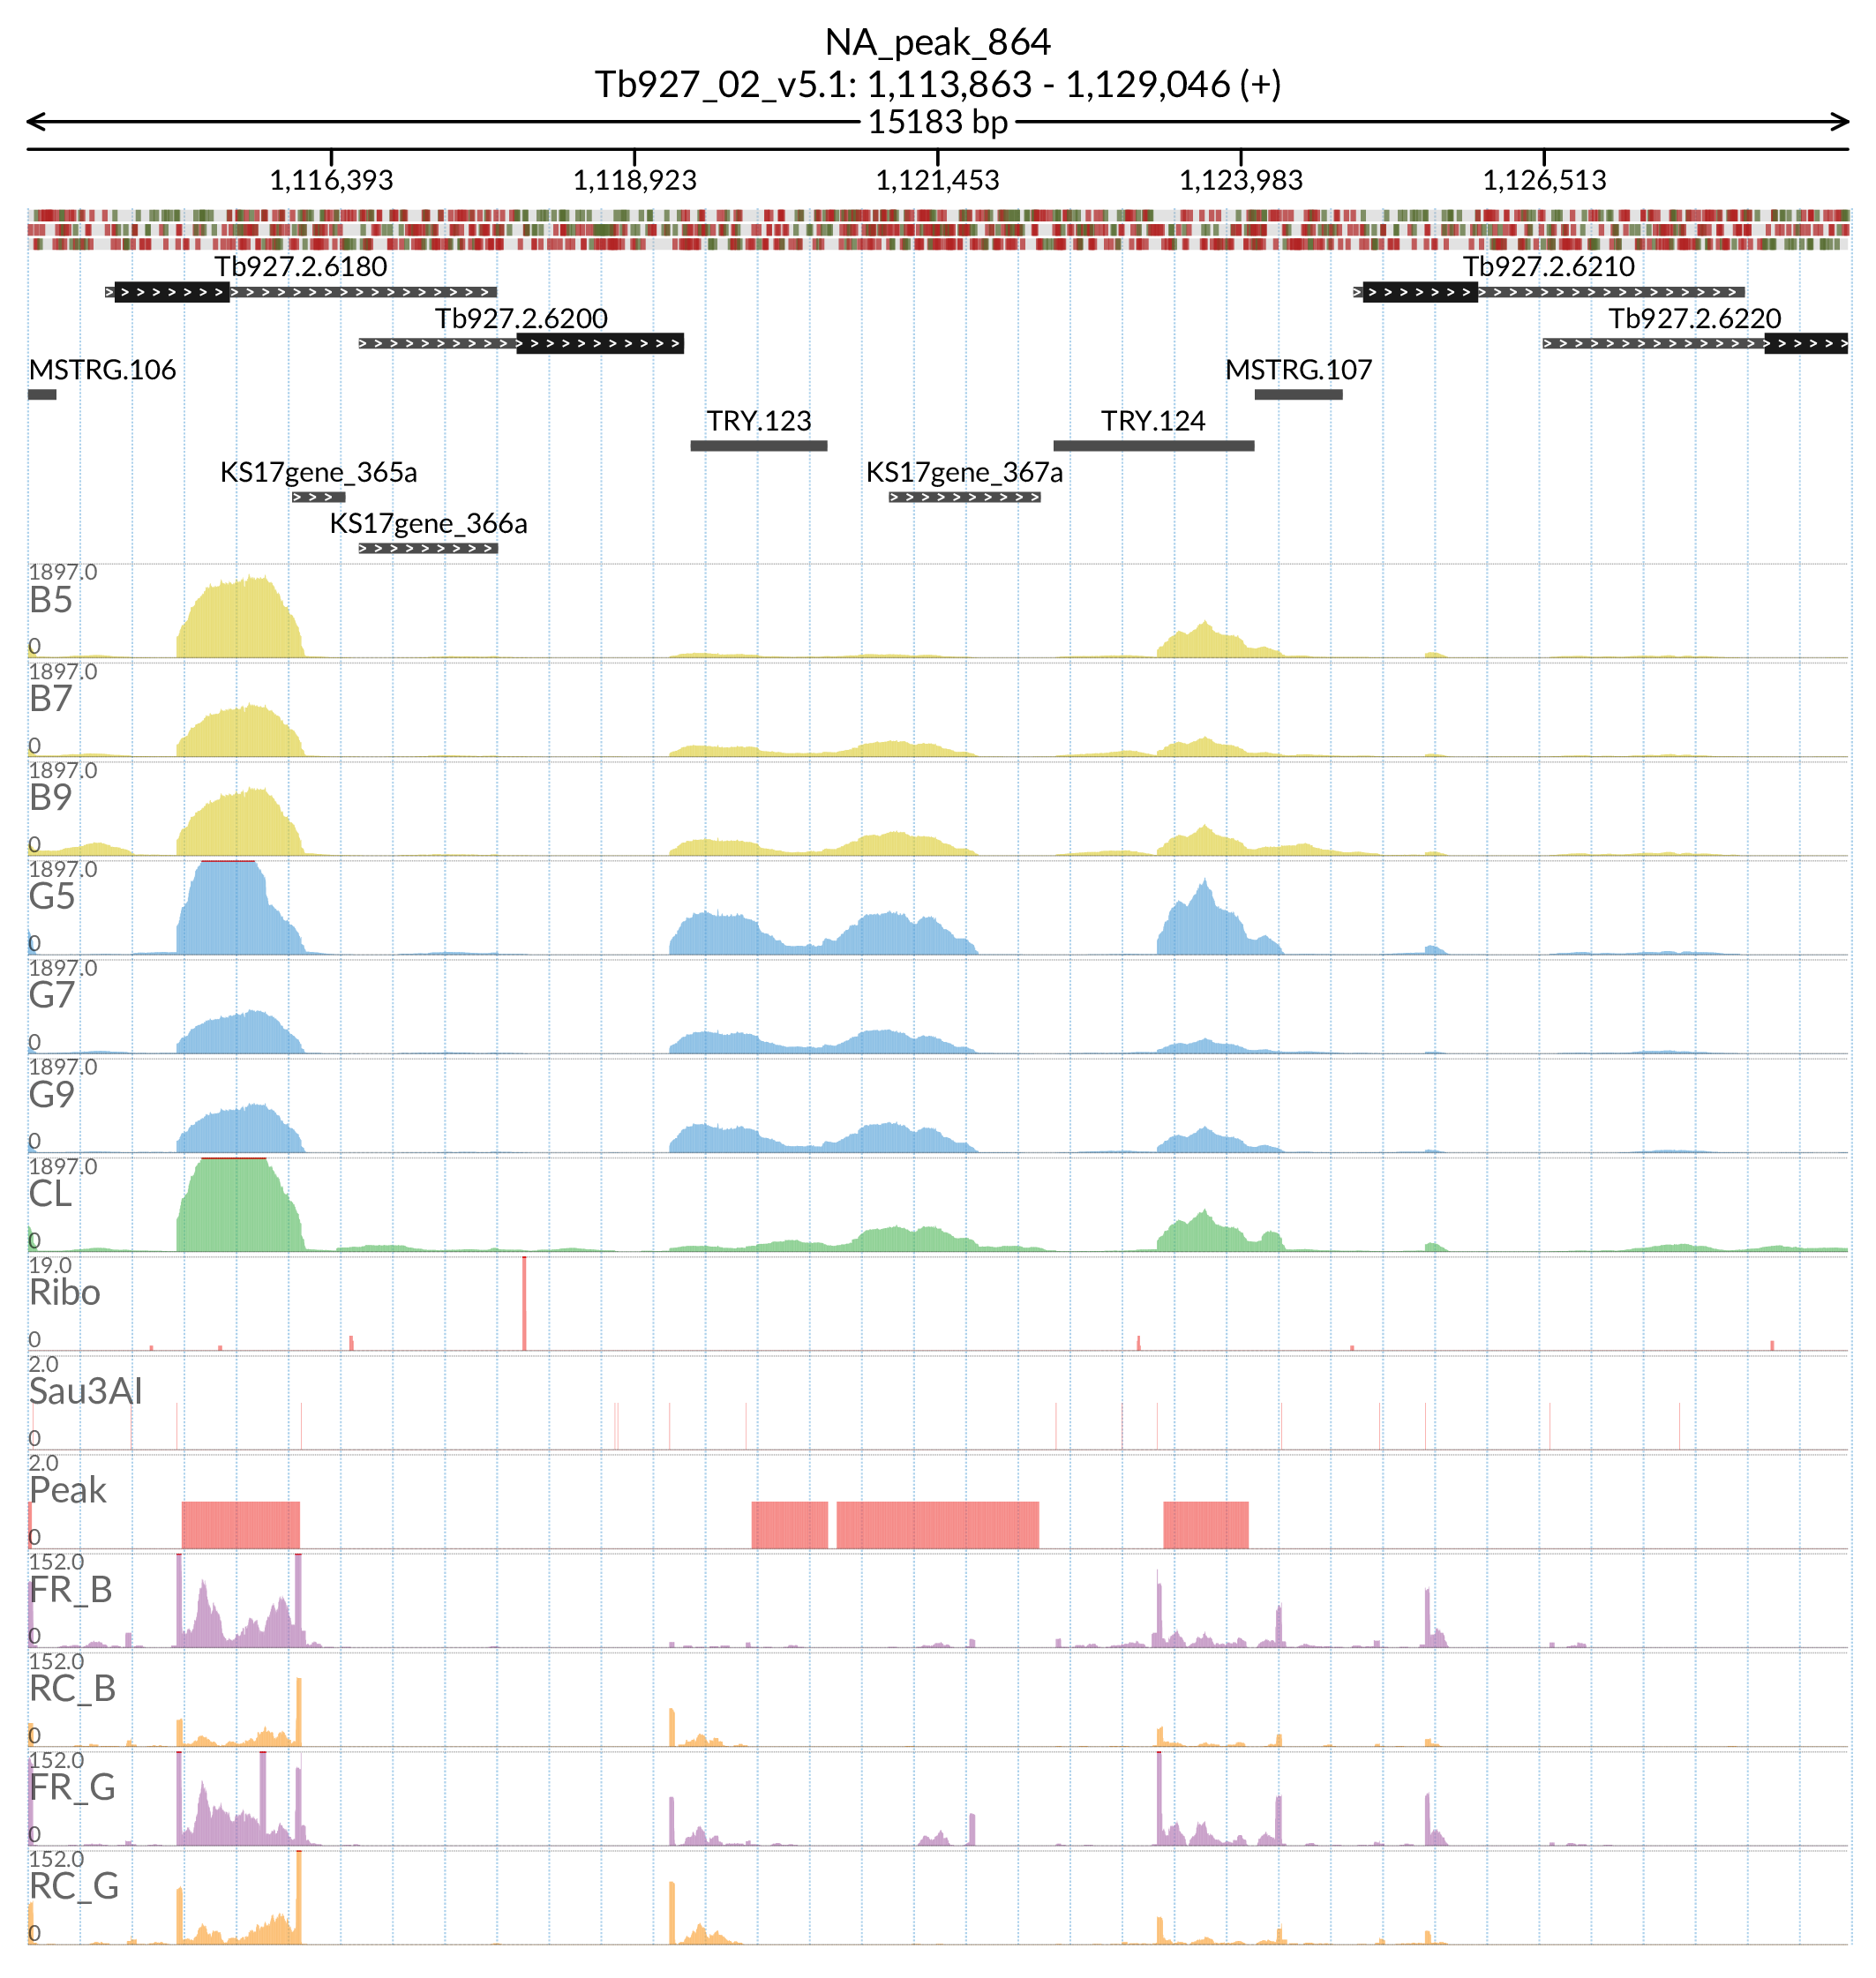 NA_peak_864
Tb927_02_v5.1: 1,113,863 - 1,129,046 (+)
15183 bp
1,116,393 1,118,923 1,121,453 1,123,983 1,126,513
Tb927.2.6180 Tb927.2.6210
Tb927.2.6200 Tb927.2.6220
MSTRG.106 MSTRG.107
TRY.123 TRY.124
KS17gene_365a KS17gene_367a
KS17gene_366a
1897.0
B5
0
1897.0
B7
0
1897.0
B9
0
1897.0
G5
0
1897.0
G7
0
1897.0
G9
0
1897.0
CL
0
19.0
Ribo
0
2.0
Sau3AI
0
2.0
Peak
0
152.0
FR_B
0
152.0
RC_B
0
152.0
FR_G
0
152.0
RC_G
0